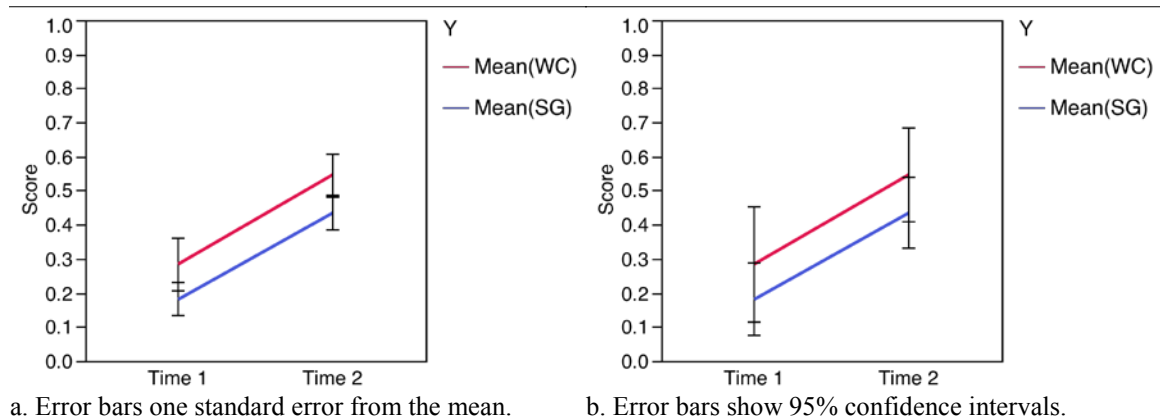 1.0
0.9
0.8
0.7
0.6
0.5
0.4
0.3
0.2
0.1
0.0
Score
Time 1 Time 2
Y
Mean(WC)
Mean(SG)
a. Error bars one standard error from the mean.
1.0
0.9
0.8
0.7
0.6
0.5
0.4
0.3
0.2
0.1
0.0
Score
Time 1 Time 2
Y
Mean(WC)
Mean(SG)
b. Error bars show 95% confidence intervals.